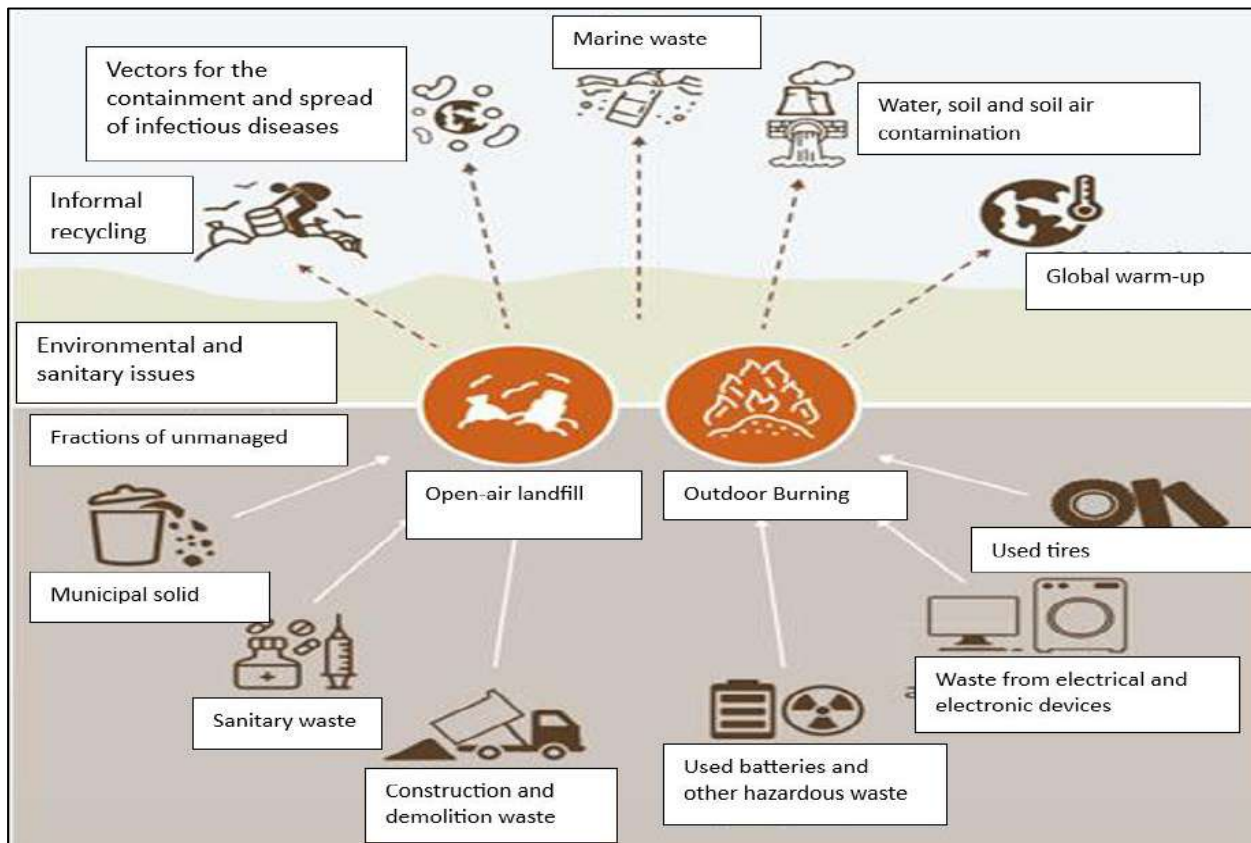 Marine waste
Vectors for the
containment and spread
of infectious diseases
Water, soil and soil air
contamination
Informal
recycling
Global warm-up
Environmental and
sanitary issues
Fractions of unmanaged
Open-air landfill
Outdoor Burning
Used tires
Municipal solid
Waste from electrical and
electronic devices
Sanitary waste
Used batteries and
other hazardous waste
Construction and
demolition waste